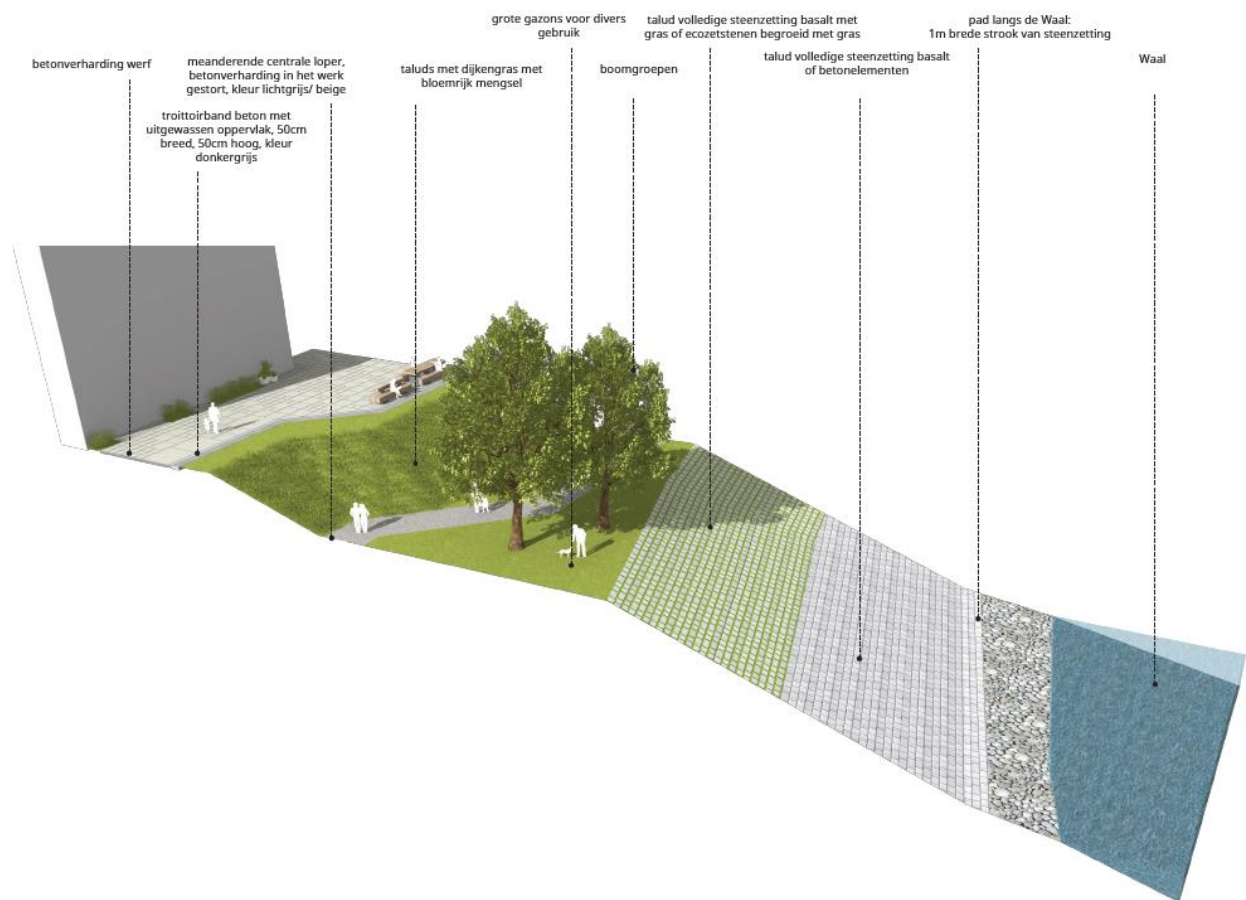 betonverharding werf
meanderende centrale loper,
betonverharding in het werk
gestort, kleur lichtgrijs/ beige
troittoirband beton met
uitgewassen oppervlak, 50cm
breed, 50cm hoog, kleur
donkergrijs
taluds met dijkengras met
bloemrijk mengsel
grote gazons voor divers
gebruik
boomgroepen
talud volledige steenzetting basalt met
gras of ecozetstenen begroeid met gras
talud volledige steenzetting basalt
of betonelementen
pad langs de Waal:
1m brede strook van steenzetting
Waal